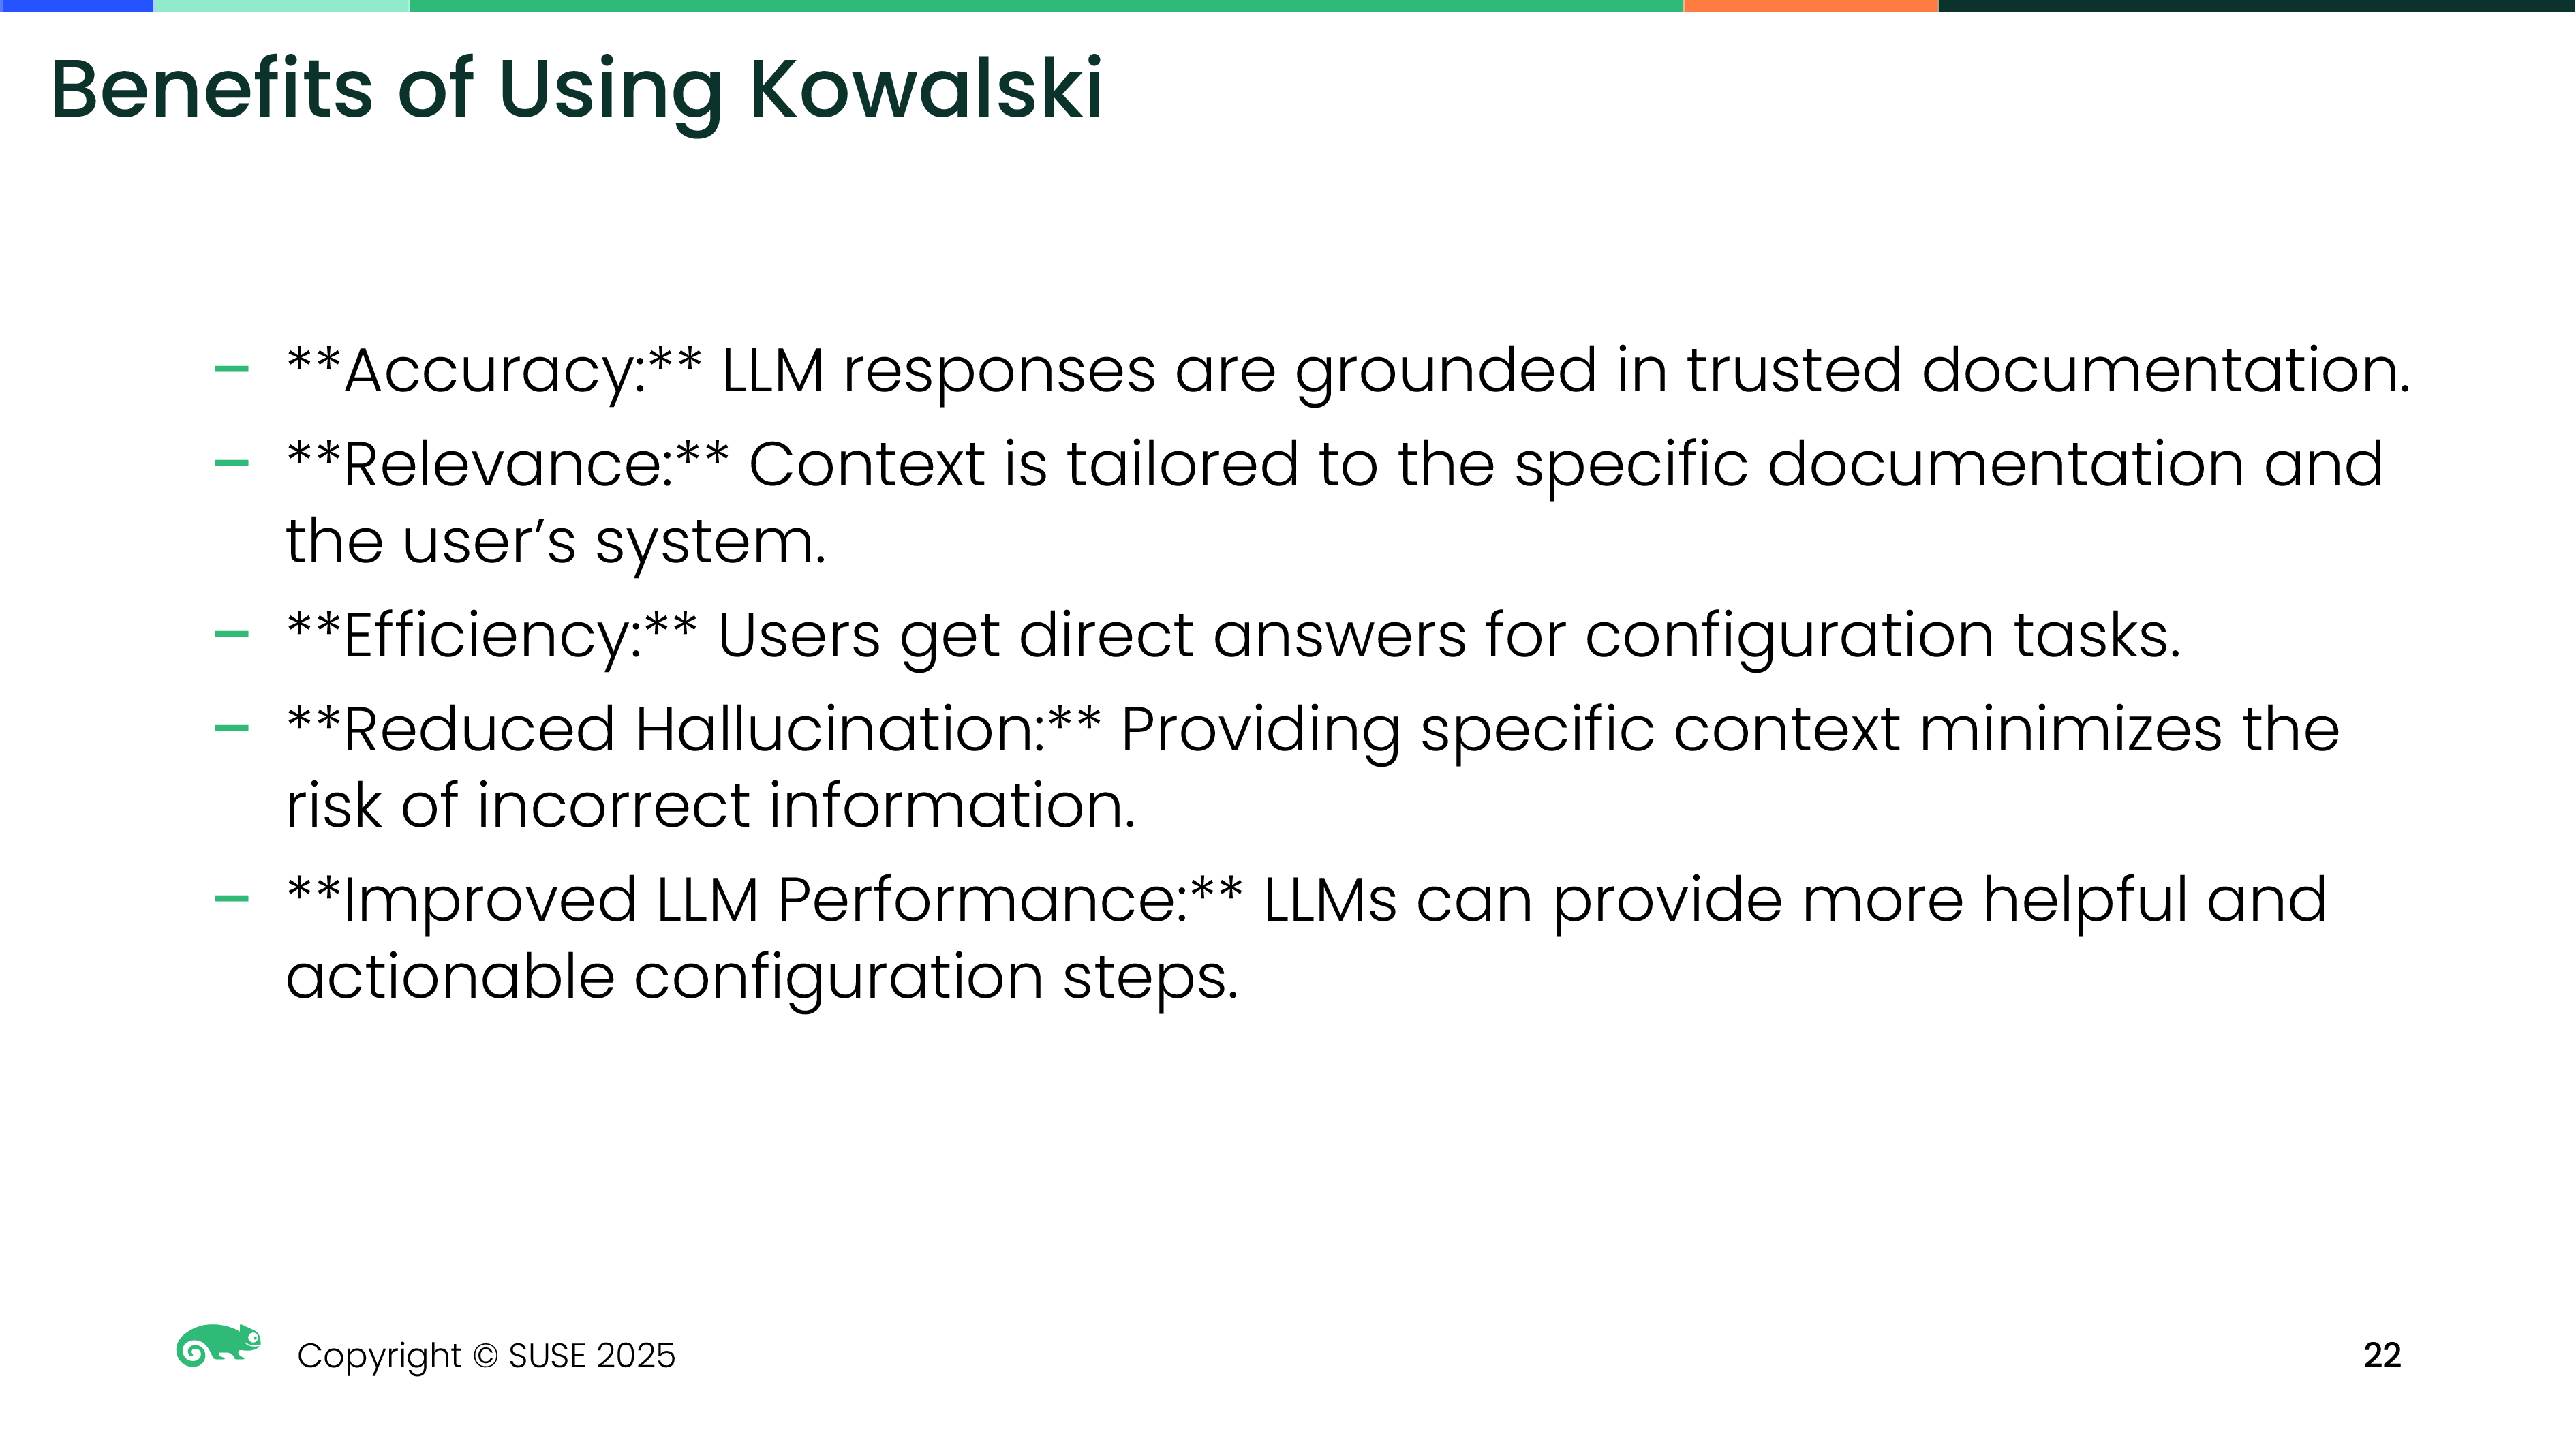 Benefits of Using Kowalski
– **Accuracy:** LLM responses are grounded in trusted documentation.
– **Relevance:** Context is tailored to the specific documentation and
the user’s system.
– **Efficiency:** Users get direct answers for configuration tasks.
– **Reduced Hallucination:** Providing specific context minimizes the
risk of incorrect information.
– **Improved LLM Performance:** LLMs can provide more helpful and
actionable configuration steps.
Copyright © SUSE 2025
22